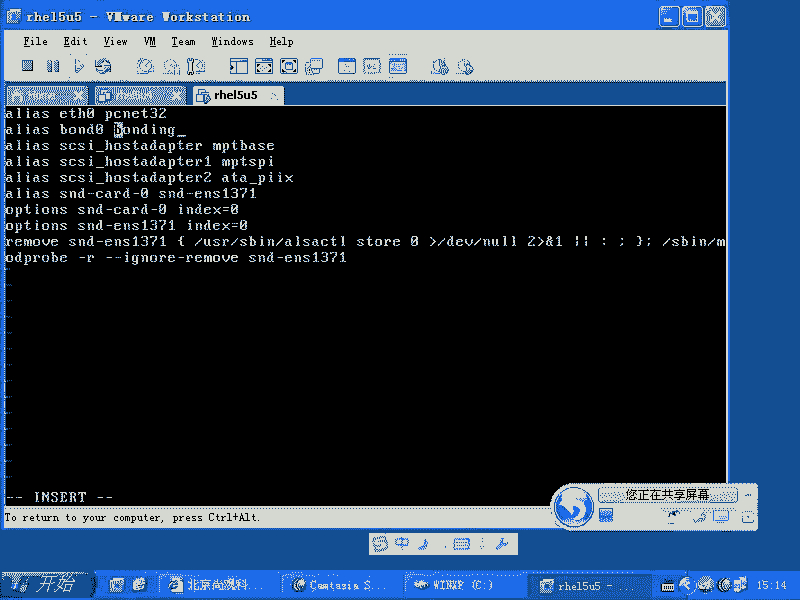 rhel5u5 - VMware Workstation
File Edit View VM Team Windows Help
rhel5u5
alias eth0 pcnet32
alias bond0 bonding_
alias scsi_hostadapter mptbase
alias scsi_hostadapter1 mptspi
alias scsi_hostadapter2 ata_piix
alias snd-card-0 snd-ens1371
options snd-card-0 index=0
options snd-ens1371 index=0
remove snd-ens1371 { /usr/sbin/alsactl store 0 >/dev/null 2>&1 || : ; }; /sbin/m
odprobe -r --ignore-remove snd-ens1371
-- INSERT --
您正在共享屏幕
To return to your computer, press Ctrl+Alt.
开始
北京尚观科...
Camtasia S...
WINXP (C:)
rhel5u5 - ...
15:14